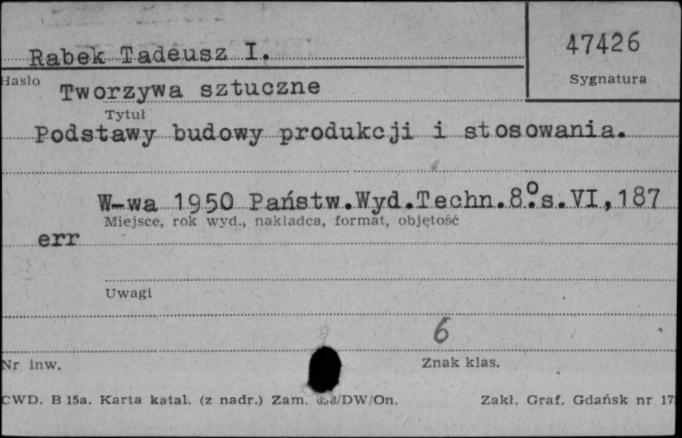 Rabek Tadeusz I.
47426
Hasło
Sygnatura
Tworzywa sztuczne
Tytuł
Podstawy budowy produkcji i stosowania.
W-wa 1950 Państw.Wyd.Techn.8.°s.VI,187
Miejsce, rok wyd., nakładca, format, objętość
err
Uwagi
6
Nr inw.
Znak klas.
CWD. B 15a. Karta katal. (z nadr.) Zam. /DW/On.
Zakł. Graf. Gdańsk nr 17